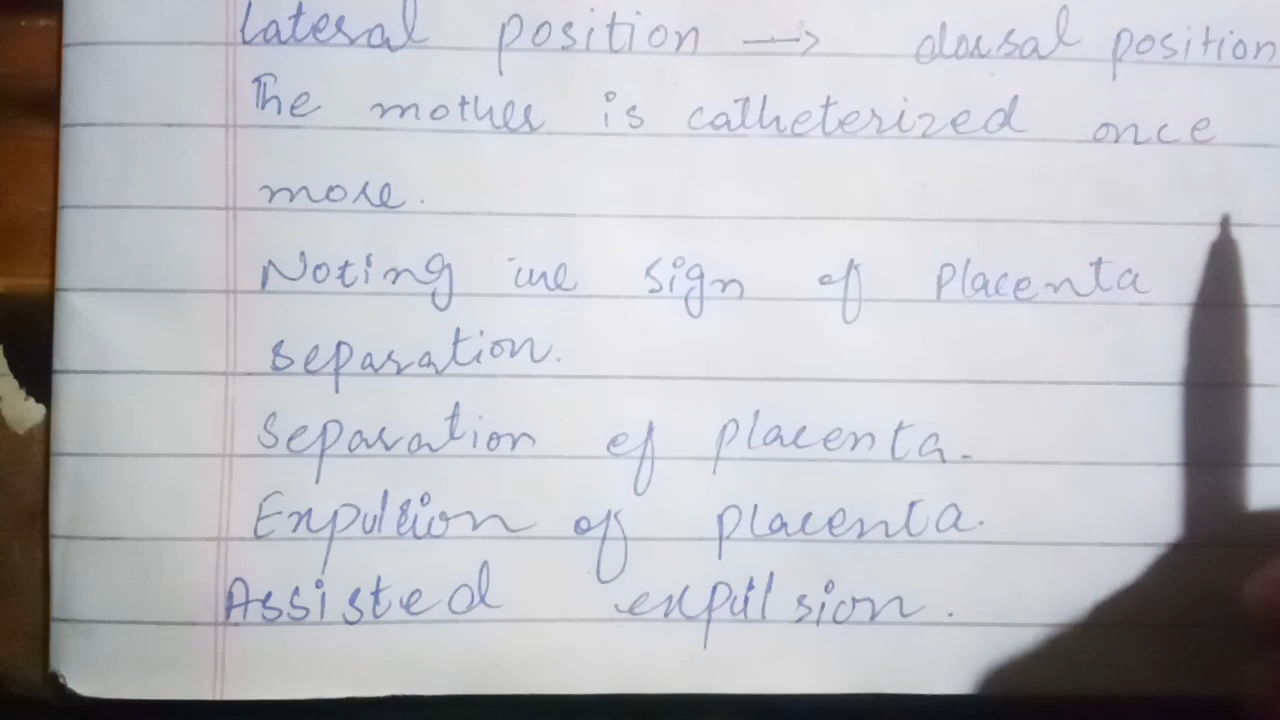 lateral position → dorsal position
The mother is catheterized once
more.
Noting the sign of placenta
separation.
Separation of placenta.
Expulsion of placenta.
Assisted expulsion.